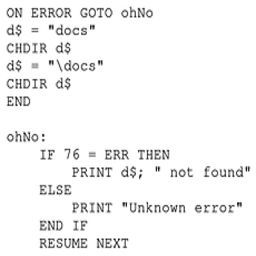 ON ERROR GOTO ohNo
d$ = "docs"
CHDIR d$
d$ = "\docs"
CHDIR d$
END

ohNo:
    IF 76 = ERR THEN
        PRINT d$; " not found"
    ELSE
        PRINT "Unknown error"
    END IF
    RESUME NEXT